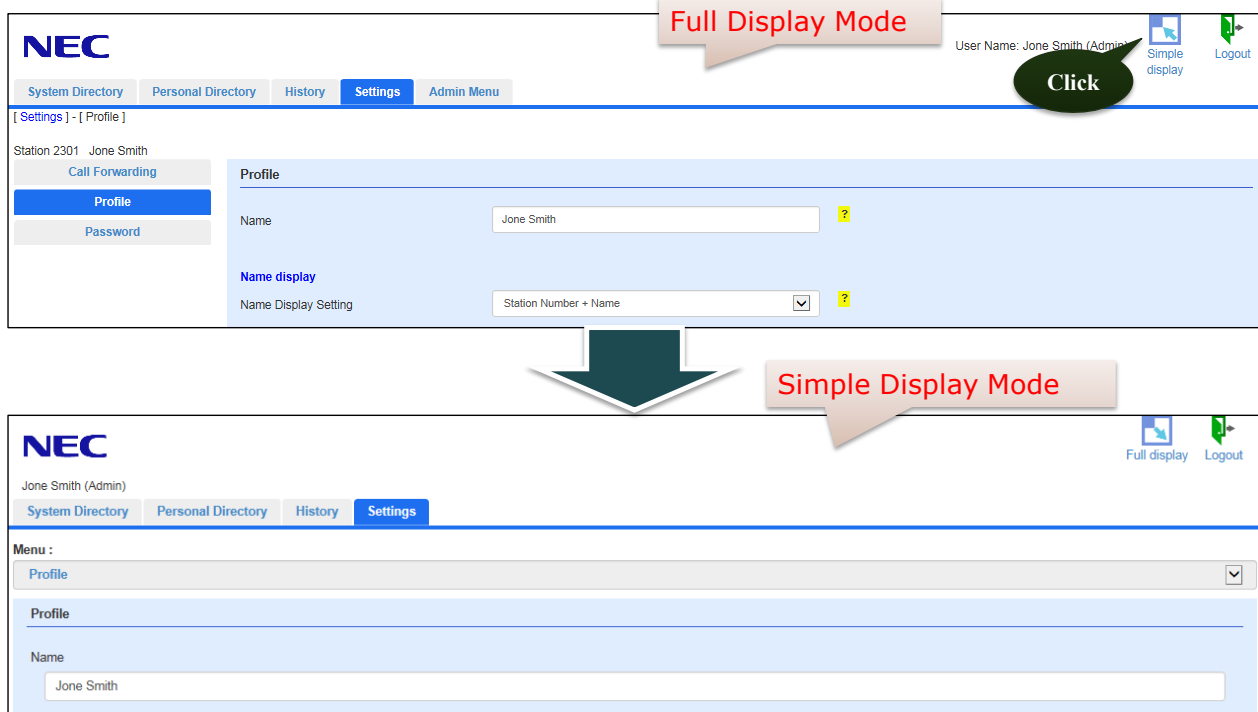 Full Display Mode
NEC
User Name: Jone Smith (Admin)
Simple display
Logout
Click
System Directory Personal Directory History Settings Admin Menu
[ Settings ] - [ Profile ]
Station 2301 Jone Smith
Call Forwarding
Profile
Password
Profile
Name
Jone Smith
?
Name display
Name Display Setting
Station Number + Name
?
Simple Display Mode
NEC
Full display
Logout
Jone Smith (Admin)
System Directory Personal Directory History Settings
Menu :
Profile
Profile
Name
Jone Smith